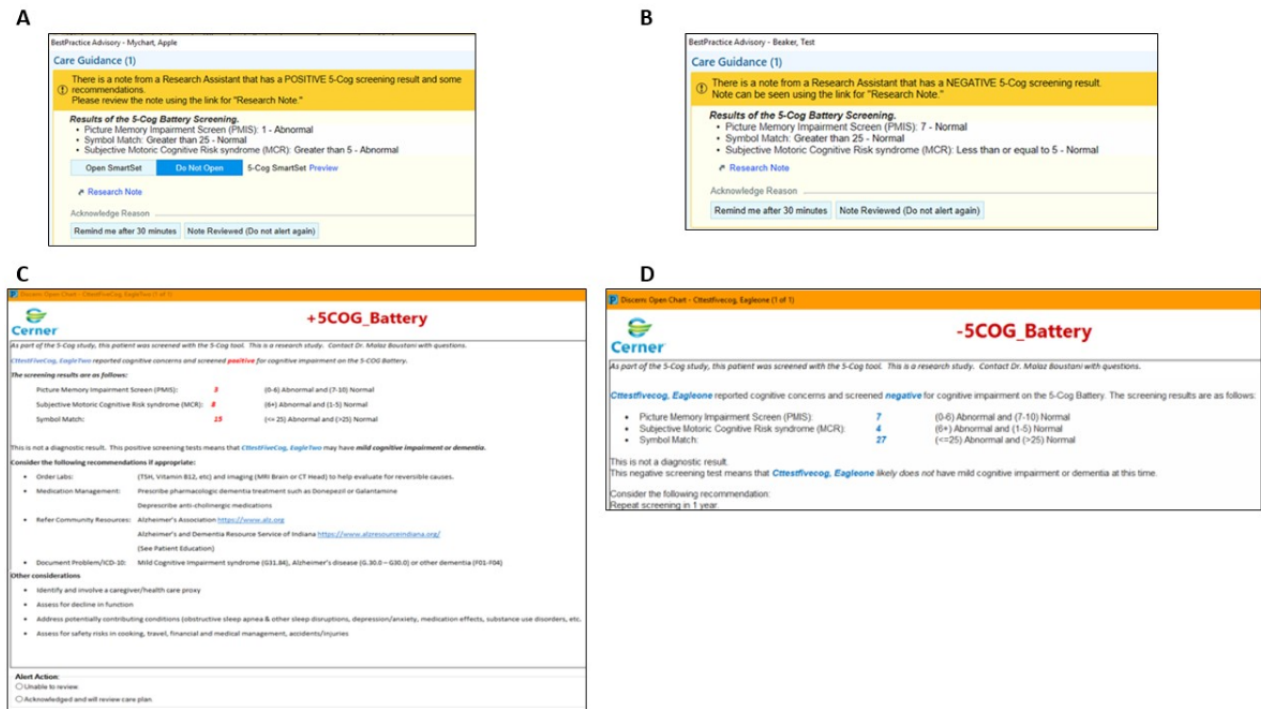 A
BestPractice Advisory - Mychart, Apple
Care Guidance (1)
There is a note from a Research Assistant that has a POSITIVE 5-Cog screening result and some
recommendations.
Please review the note using the link for "Research Note."
Results of the 5-Cog Battery Screening.
• Picture Memory Impairment Screen (PMIS): 1 - Abnormal
• Symbol Match: Greater than 25 - Normal
• Subjective Motoric Cognitive Risk syndrome (MCR): Greater than 5 - Abnormal
Open SmartSet Do Not Open 5-Cog SmartSet Preview
Research Note
Acknowledge Reason
Remind me after 30 minutes Note Reviewed (Do not alert again)
B
BestPractice Advisory - Beaker, Test
Care Guidance (1)
There is a note from a Research Assistant that has a NEGATIVE 5-Cog screening result.
Note can be seen using the link for "Research Note."
Results of the 5-Cog Battery Screening.
• Picture Memory Impairment Screen (PMIS): 7 - Normal
• Symbol Match: Greater than 25 - Normal
• Subjective Motoric Cognitive Risk syndrome (MCR): Less than or equal to 5 - Normal
Research Note
Acknowledge Reason
Remind me after 30 minutes Note Reviewed (Do not alert again)
C
Discern: Open Chart - CttestFiveCog, EagleTwo (1 of 1)
Cerner
+5COG_Battery
As part of the 5-Cog study, this patient was screened with the 5-Cog tool. This is a research study. Contact Dr. Malaz Boustani with questions.
CttestFiveCog, EagleTwo reported cognitive concerns and screened positive for cognitive impairment on the 5-COG Battery.
The screening results are as follows:
Picture Memory Impairment Screen (PMIS): (0-6) Abnormal and (7-10) Normal
Subjective Motoric Cognitive Risk syndrome (MCR): 8 (6+) Abnormal and (1-5) Normal
Symbol Match: 15 (<= 25) Abnormal and (>25) Normal
This is not a diagnostic result. This positive screening tests means that CttestFiveCog, EagleTwo may have mild cognitive impairment or dementia.
Consider the following recommendations if appropriate:
• Order Labs: (TSH, Vitamin B12, etc) and imaging (MRI Brain or CT Head) to help evaluate for reversible causes.
• Medication Management: Prescribe pharmacologic dementia treatment such as Donepizil or Galantamine
Deprescribe anti-cholinergic medications
• Refer Community Resources: Alzheimer's Association https://www.alz.org
Alzheimer's and Dementia Resource Service of Indiana https://www.alzresourceindiana.org/
(See Patient Education)
• Document Problem/ICD-10: Mild Cognitive Impairment syndrome (G31.84), Alzheimer's disease (G.30.0—G30.0) or other dementia (F01-F04)
Other considerations
• Identify and involve a caregiver/health care proxy
• Assess for decline in function
• Address potentially contributing conditions (obstructive sleep apnea & other sleep disruptions, depression/anxiety, medication effects, substance use disorders, etc.
• Assess for safety risks in cooking, travel, financial and medical management, accidents/injuries
Alert Action:
Unable to review
Acknowledged and will review care plan.
D
Discern: Open Chart - Cttestfivecog, Eagleone (1 of 1)
Cerner
-5COG_Battery
As part of the 5-Cog study, this patient was screened with the 5-Cog tool. This is a research study. Contact Dr. Malaz Boustani with questions.
Cttestfivecog, Eagleone reported cognitive concerns and screened negative for cognitive impairment on the 5-Cog Battery. The screening results are as follows:
• Picture Memory Impairment Screen (PMIS): 7 (0-6) Abnormal and (7-10) Normal
• Subjective Motoric Cognitive Risk syndrome (MCR): 4 (6+) Abnormal and (1-5) Normal
• Symbol Match: 27 (<=25) Abnormal and (>25) Normal
This is not a diagnostic result.
This negative screening test means that Cttestfivecog, Eagleone likely does not have mild cognitive impairment or dementia at this time.
Consider the following recommendation:
Repeat screening in 1 year.